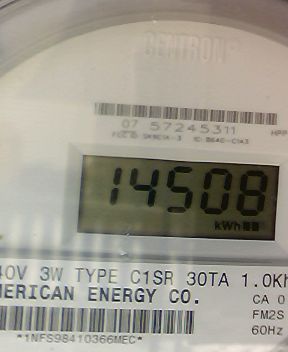 CENTRON
07 57245311
14508
kWh
40V 3W TYPE C1SR 30TA 1.0Kh
MERICAN ENERGY CO.
CA 0
FM2S
60Hz
*1NFS98410366MEC*